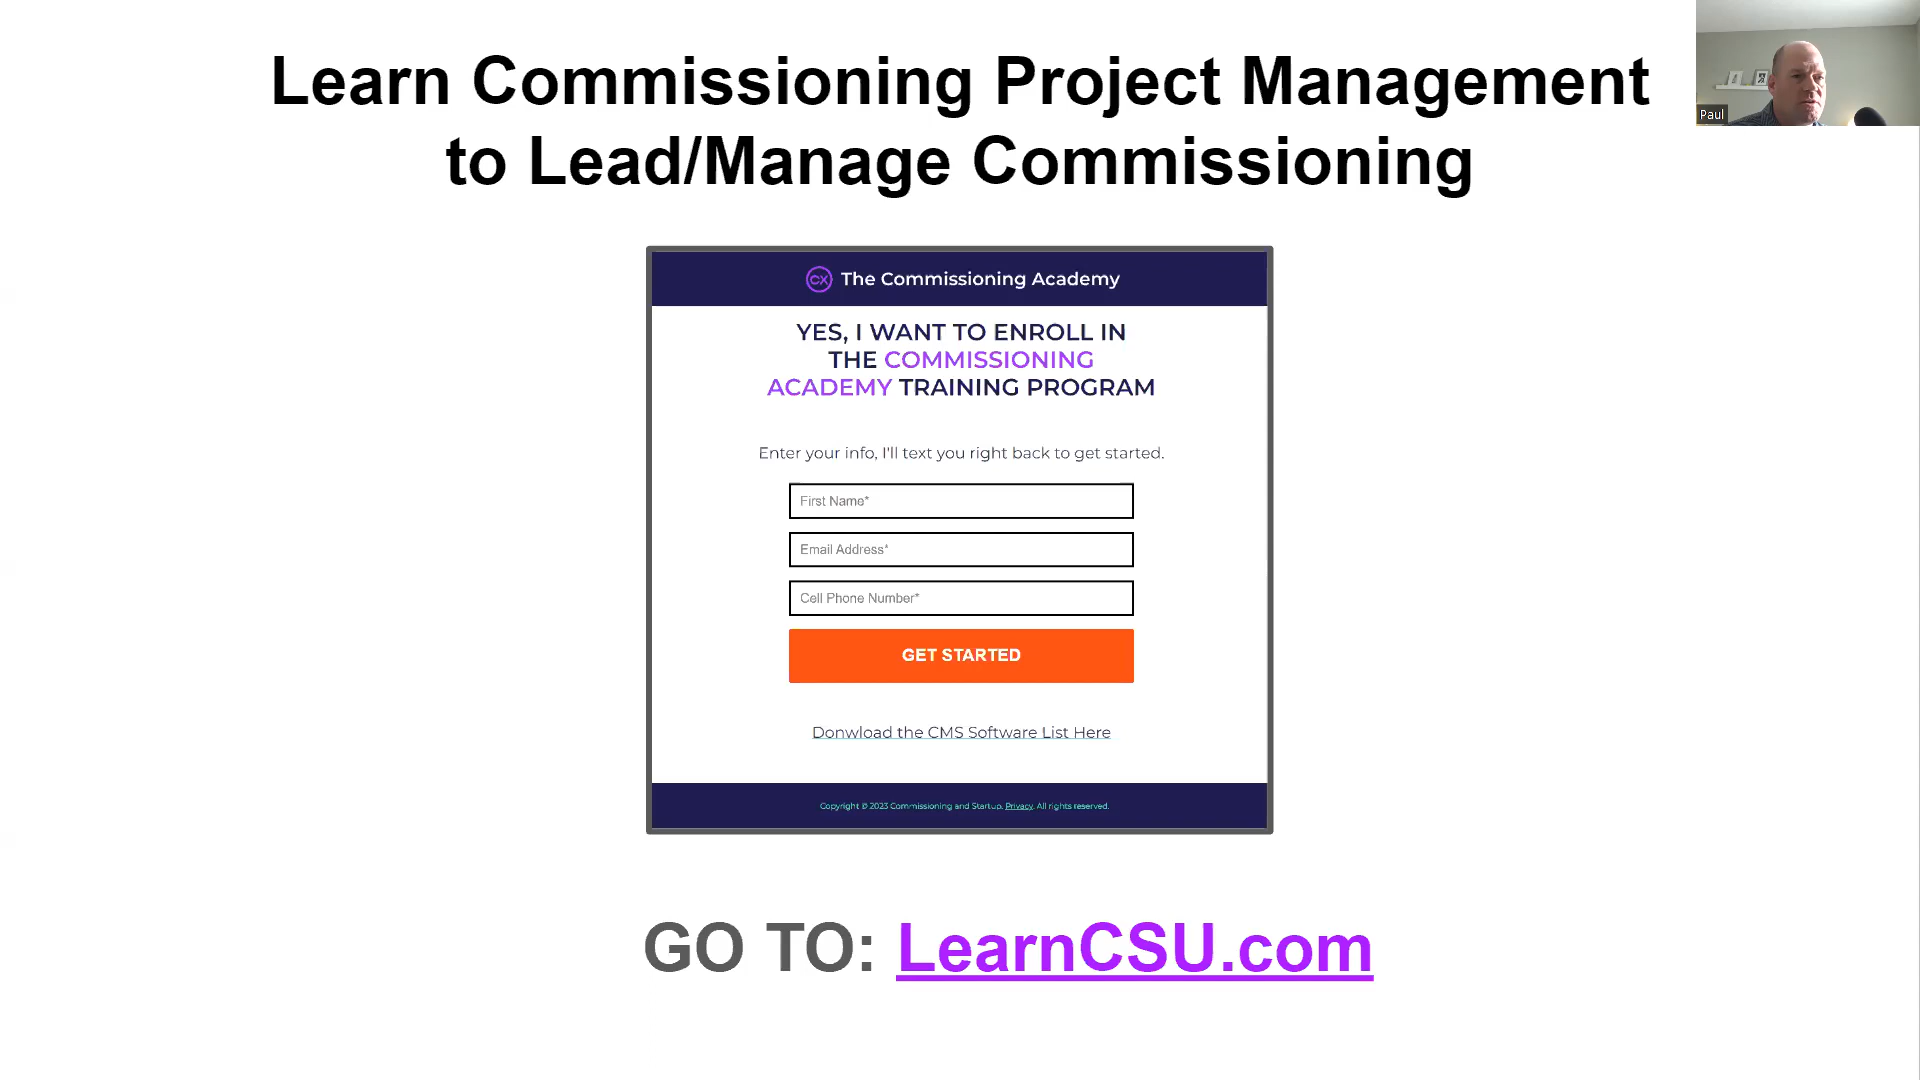 Learn Commissioning Project Management
to Lead/Manage Commissioning
Paul
CX The Commissioning Academy
YES, I WANT TO ENROLL IN
THE COMMISSIONING
ACADEMY TRAINING PROGRAM
Enter your info, I'll text you right back to get started.
First Name*
Email Address*
Cell Phone Number*
GET STARTED
Donwload the CMS Software List Here
Copyright © 2023 Commissioning and Startup. Privacy. All rights reserved.
GO TO: LearnCSU.com